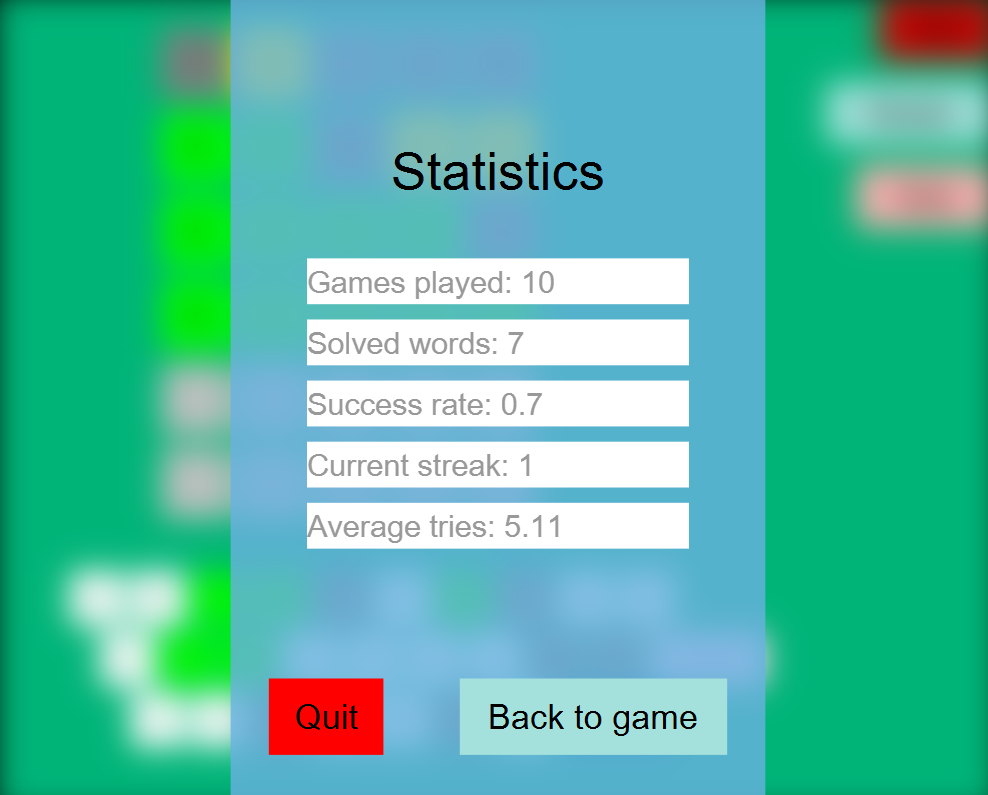 Statistics
Games played: 10
Solved words: 7
Success rate: 0.7
Current streak: 1
Average tries: 5.11
Quit
Back to game